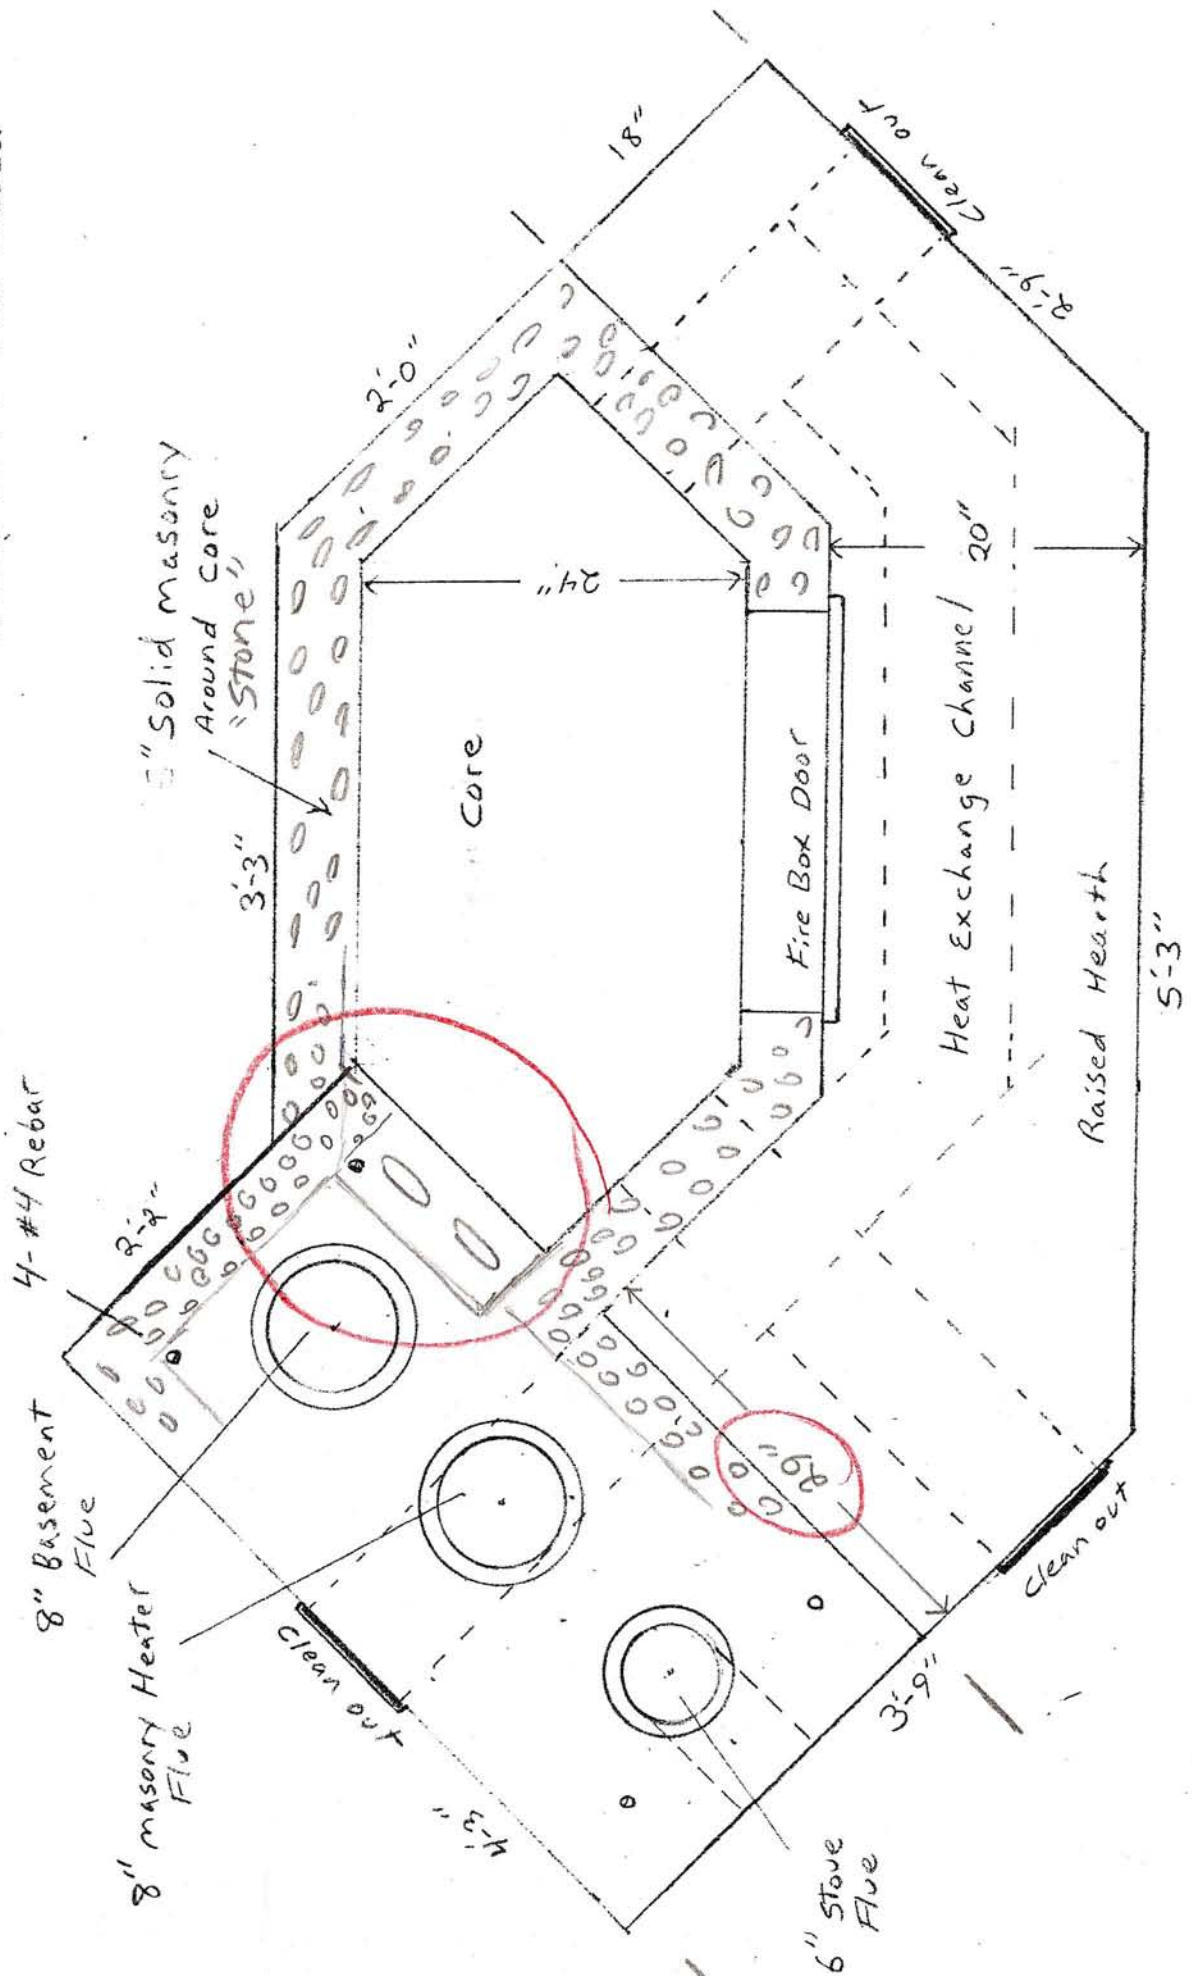 4-#4 Rebar
8" Basement
Flue
8" masonry Heater
Flue
2'-2"
3'-3"
"Solid masonry
Around core
"Stone"
2'-0"
18"
Clean out
2'-9"
24"
Core
Fire Box Door
Heat Exchange Channel
20"
Raised Hearth
5'-3"
29"
Clean out
Clean out
3'-9"
4'-3"
6" Stove
Flue